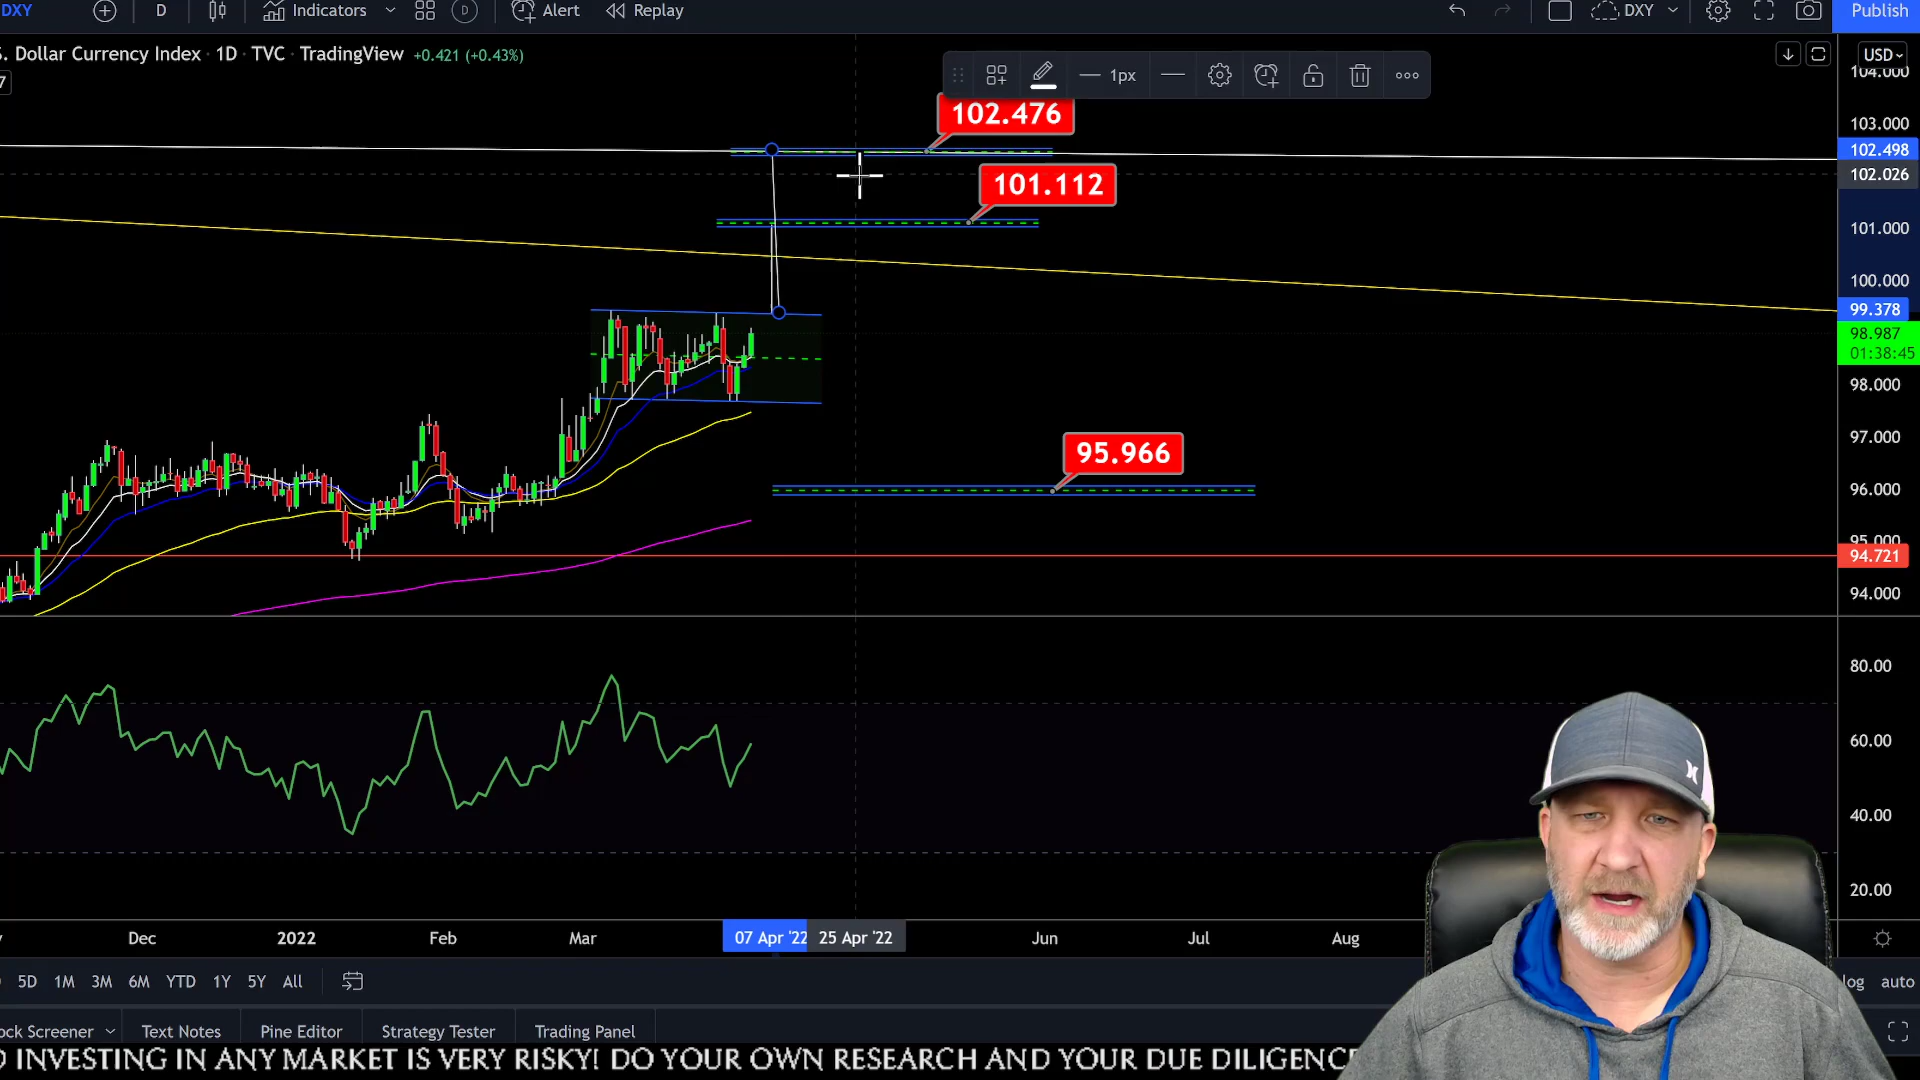 DXY D Indicators D Alert Replay DXY Publish
S. Dollar Currency Index · 1D · TVC · TradingView +0.421 (+0.43%)
7
1px
USD
104.000
102.476
103.000
102.498
101.112
102.026
101.000
100.000
99.378
98.987
01:38:45
98.000
97.000
95.966
96.000
95.000
94.721
94.000
80.00
60.00
40.00
20.00
Dec 2022 Feb Mar 07 Apr '22 25 Apr '22 Jun Jul Aug
5D 1M 3M 6M YTD 1Y 5Y All log auto
ock Screener Text Notes Pine Editor Strategy Tester Trading Panel
D INVESTING IN ANY MARKET IS VERY RISKY! DO YOUR OWN RESEARCH AND YOUR DUE DILIGENC